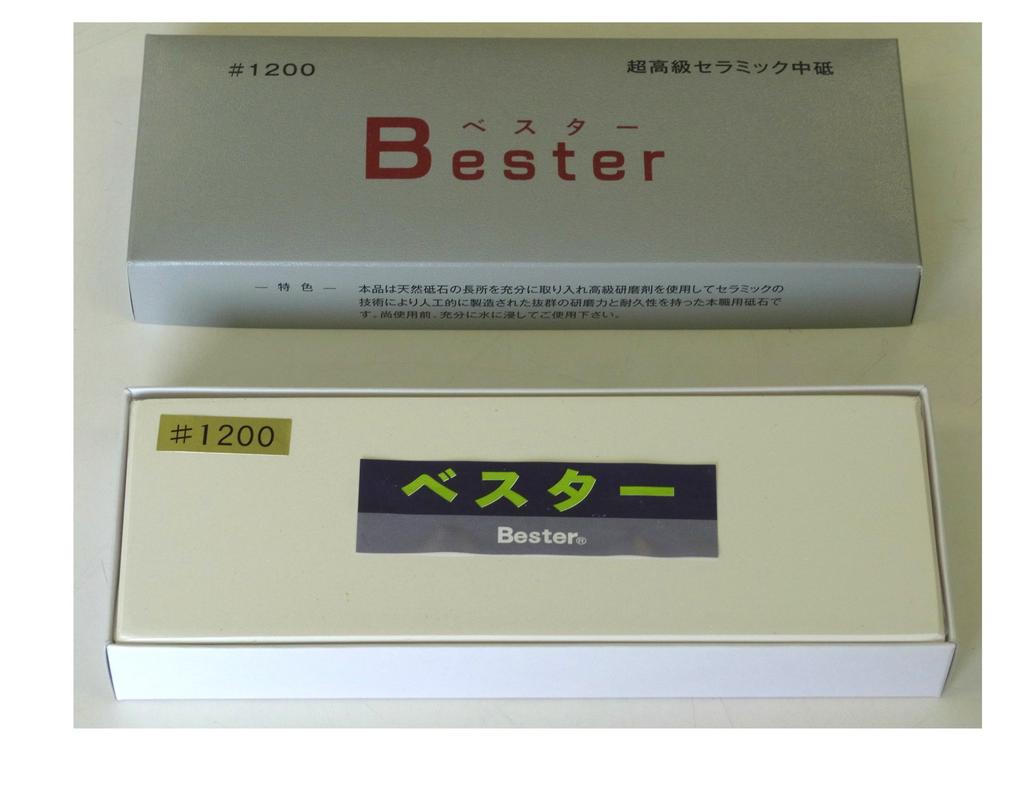 #1200
超高級セラミック中砥
ベスター
Bester
— 特 色 —
本品は天然砥石の長所を充分に取り入れ高級研磨剤を使用してセラミックの
技術により人工的に製造された抜群の研磨力と耐久性を持った本職用砥石で
す。尚使用前、充分に水に浸してご使用下さい。
#1200
ベスター
Bester®